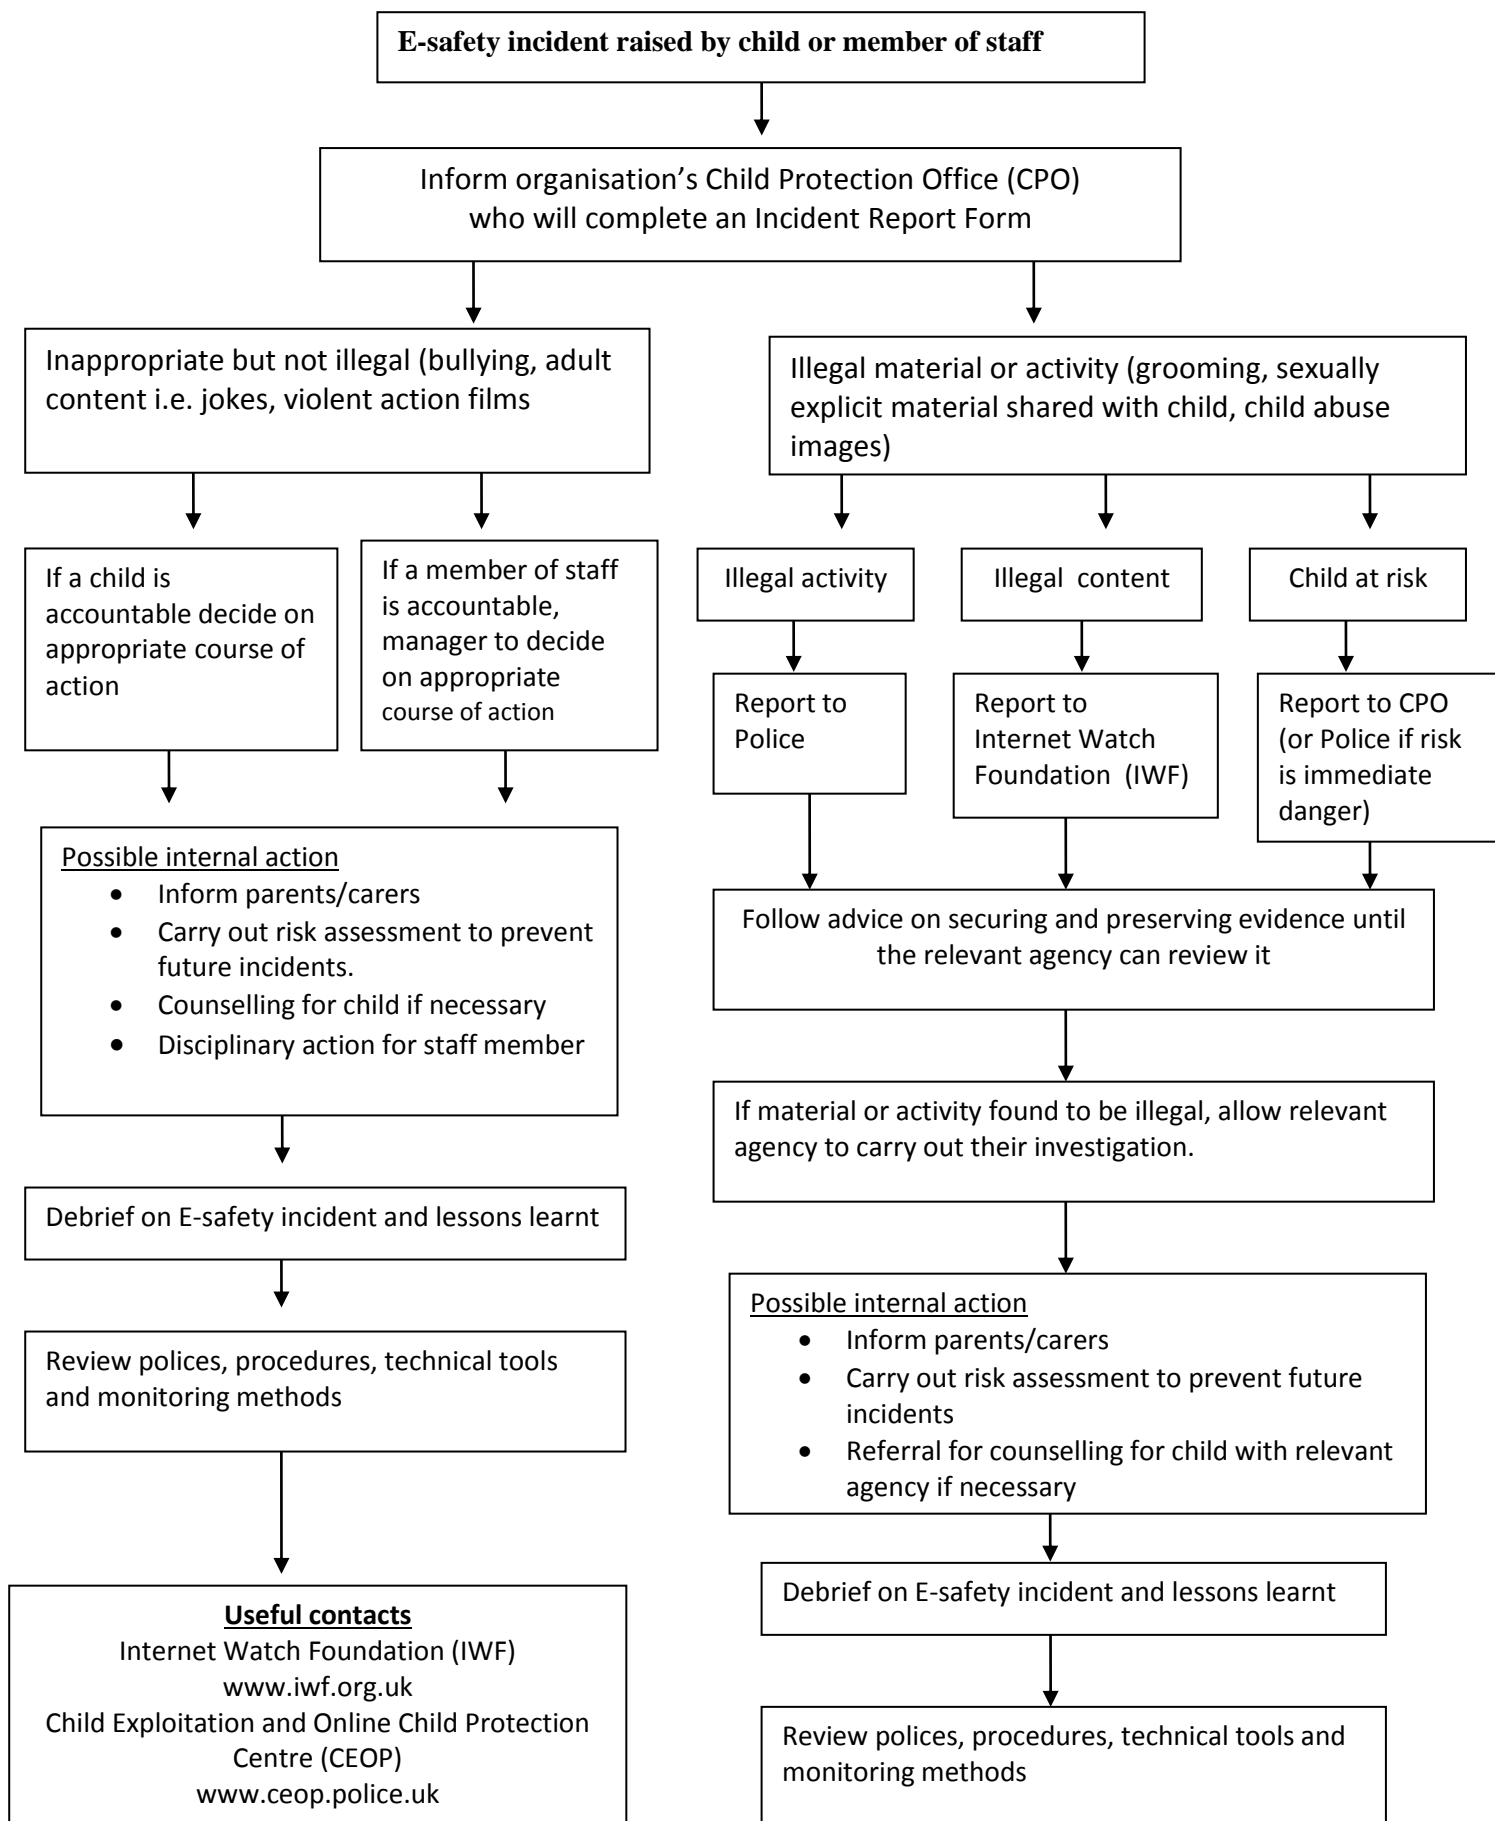 E-safety incident raised by child or member of staff
Inform organisation’s Child Protection Office (CPO)
who will complete an Incident Report Form
Inappropriate but not illegal (bullying, adult
content i.e. jokes, violent action films
Illegal material or activity (grooming, sexually
explicit material shared with child, child abuse
images)
If a child is
accountable decide on
appropriate course of
action
If a member of staff
is accountable,
manager to decide
on appropriate
course of action
Illegal activity
Illegal content
Child at risk
Report to
Police
Report to
Internet Watch
Foundation (IWF)
Report to CPO
(or Police if risk
is immediate
danger)
Possible internal action
• Inform parents/carers
• Carry out risk assessment to prevent
future incidents.
• Counselling for child if necessary
• Disciplinary action for staff member
Follow advice on securing and preserving evidence until
the relevant agency can review it
If material or activity found to be illegal, allow relevant
agency to carry out their investigation.
Debrief on E-safety incident and lessons learnt
Review polices, procedures, technical tools
and monitoring methods
Possible internal action
• Inform parents/carers
• Carry out risk assessment to prevent future
incidents
• Referral for counselling for child with relevant
agency if necessary
Debrief on E-safety incident and lessons learnt
Review polices, procedures, technical tools and
monitoring methods
Useful contacts
Internet Watch Foundation (IWF)
www.iwf.org.uk
Child Exploitation and Online Child Protection
Centre (CEOP)
www.ceop.police.uk